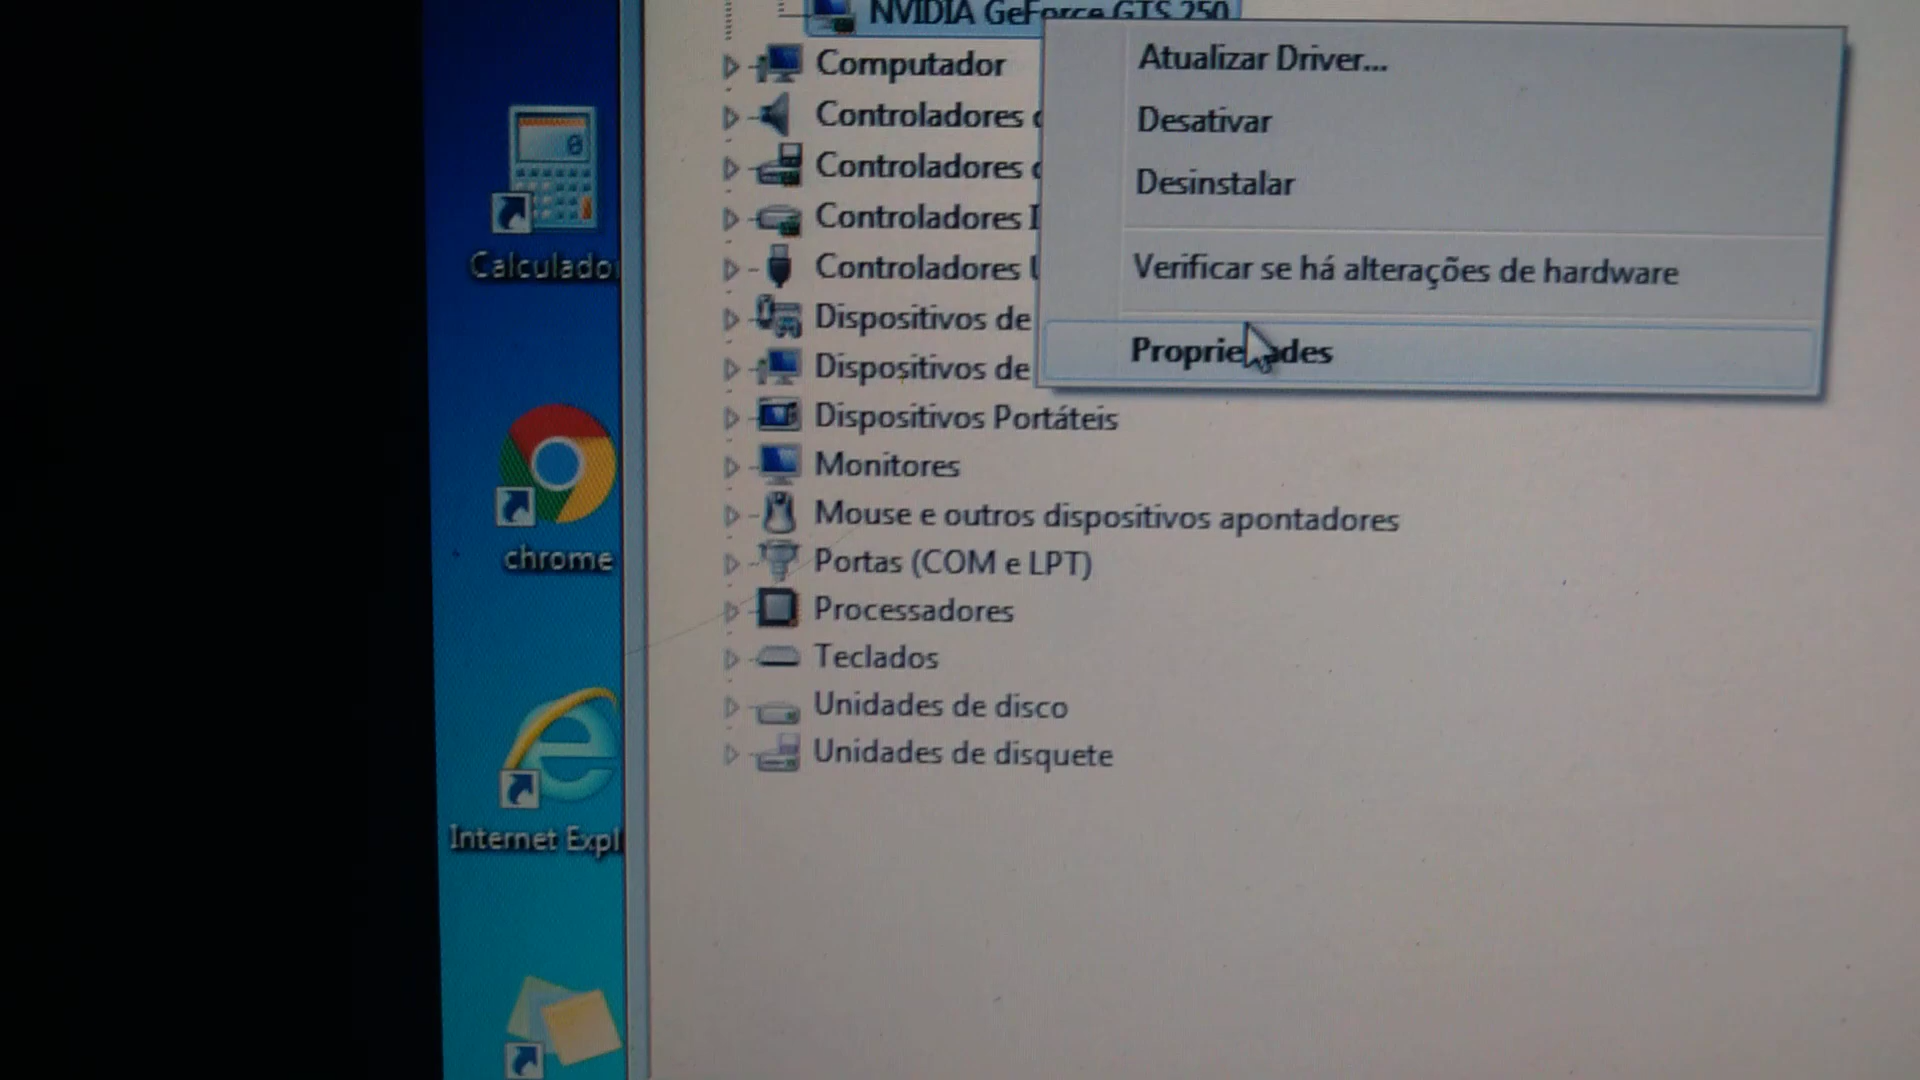 NVIDIA GeForce GTS 250
Computador
Controladores
Controladores
Controladores
Controladores
Dispositivos de
Dispositivos de
Dispositivos Portáteis
Monitores
Mouse e outros dispositivos apontadores
Portas (COM e LPT)
Processadores
Teclados
Unidades de disco
Unidades de disquete
Atualizar Driver...
Desativar
Desinstalar
Verificar se há alterações de hardware
Propriedades
Calculado
chrome
Internet Expl